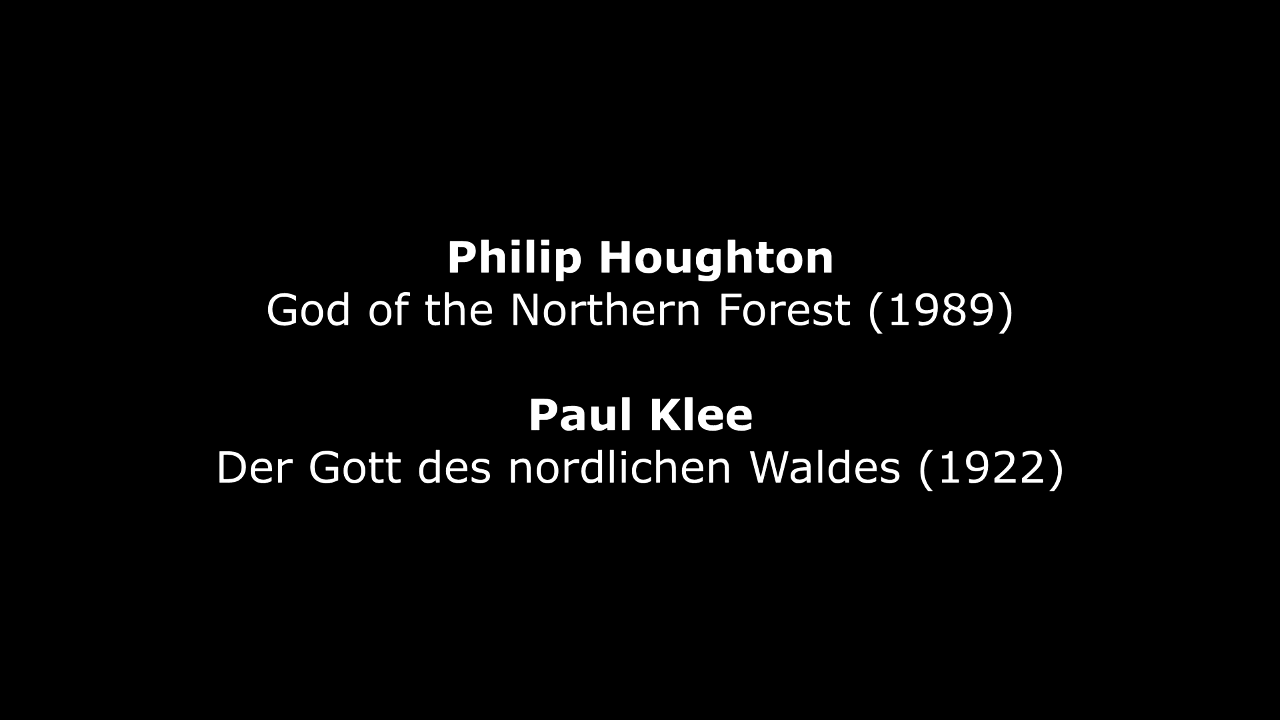 Philip Houghton
God of the Northern Forest (1989)
Paul Klee
Der Gott des nordlichen Waldes (1922)